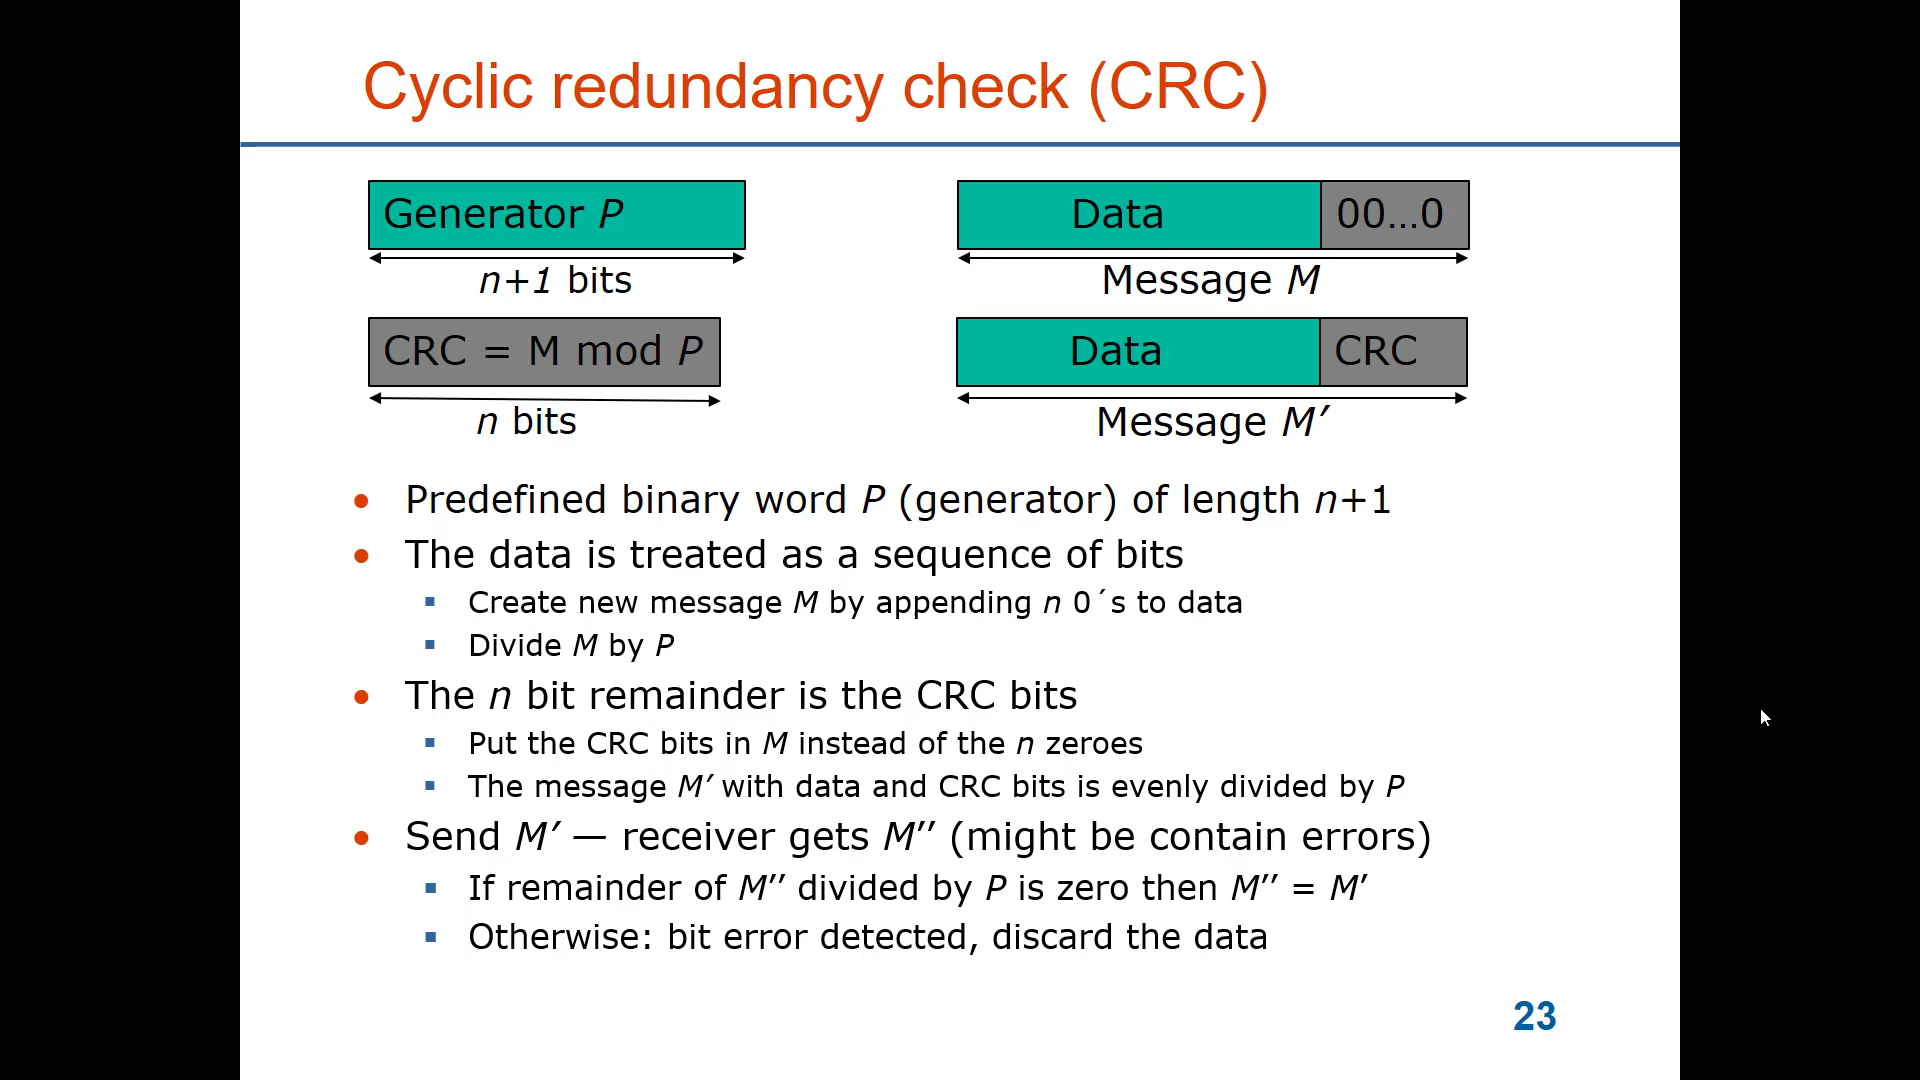 Cyclic redundancy check (CRC)
Generator P
n+1 bits
Data 00...0
Message M
CRC = M mod P
n bits
Data CRC
Message M’
• Predefined binary word P (generator) of length n+1
• The data is treated as a sequence of bits
▪ Create new message M by appending n 0´s to data
▪ Divide M by P
• The n bit remainder is the CRC bits
▪ Put the CRC bits in M instead of the n zeroes
▪ The message M’ with data and CRC bits is evenly divided by P
• Send M’ — receiver gets M’’ (might be contain errors)
▪ If remainder of M’’ divided by P is zero then M’’ = M’
▪ Otherwise: bit error detected, discard the data
23